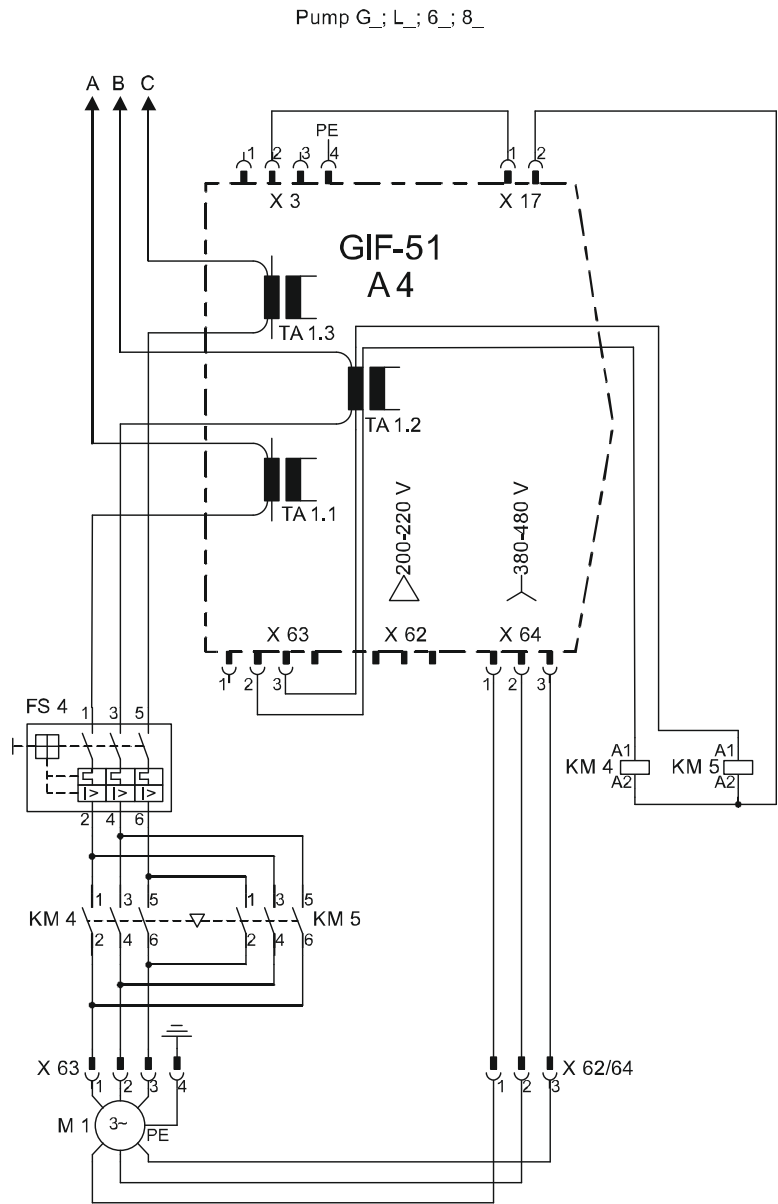 Pump G_; L_; 6_; 8_
A B C
PE
1 2 3 4 1 2
X 3 X 17
GIF-51
A 4
TA 1.3
TA 1.2
TA 1.1
200-220 V 380-480 V
X 63 X 62 X 64
1 2 3 1 2 3
FS 4 1 3 5
I> I> I>
2 4 6
A1 A1
KM 4 KM 5
A2 A2
1 3 5 1 3 5
KM 4 KM 5
2 4 6 2 4 6
X 63 X 62/64
1 2 3 4 1 2 3
M 1 3~ PE